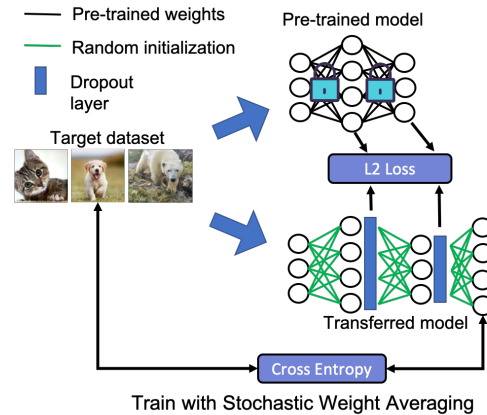 Pre-trained weights
Random initialization
Dropout
layer
Pre-trained model
Target dataset
L2 Loss
Transferred model
Cross Entropy
Train with Stochastic Weight Averaging